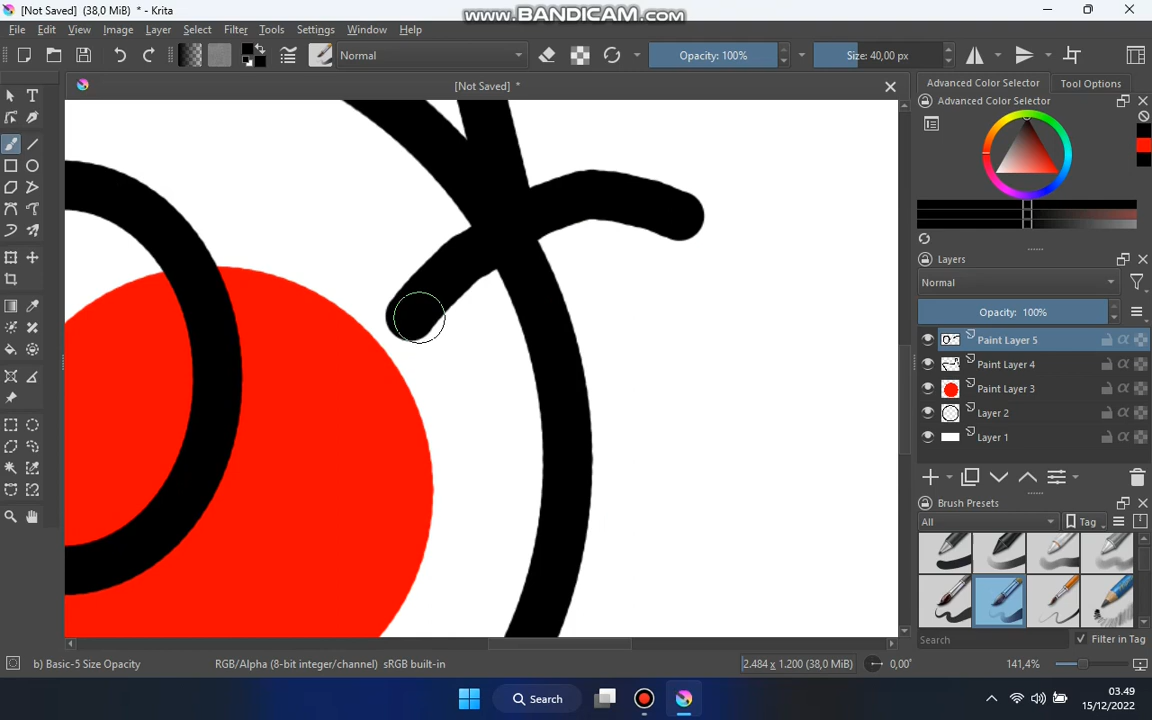 [Not Saved] (38,0 MiB) * - Krita
www.BANDICAM.com
File Edit View Image Layer Select Filter Tools Settings Window Help
Normal Opacity: 100% Size: 40,00 px
[Not Saved] *
Advanced Color Selector Tool Options
Advanced Color Selector
Layers
Normal
Opacity: 100%
Paint Layer 5
Paint Layer 4
Paint Layer 3
Layer 2
Layer 1
Brush Presets
All Tag
Search Filter in Tag
b) Basic-5 Size Opacity RGB/Alpha (8-bit integer/channel) sRGB built-in 2.484 x 1.200 (38,0 MiB) 0,00° 141,4%
Search
03.49
15/12/2022